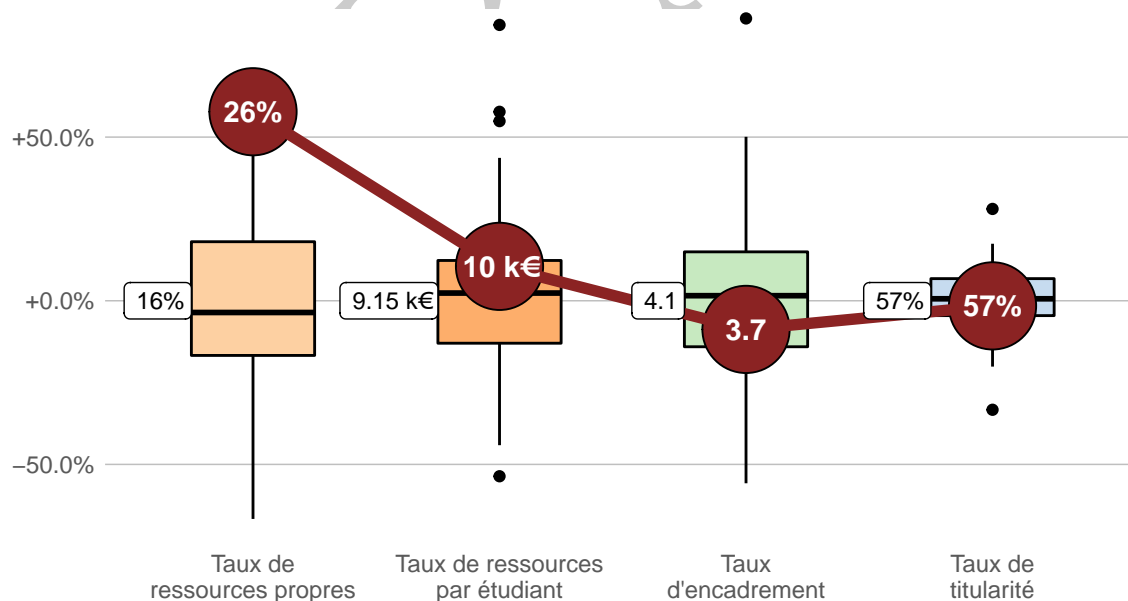 +50.0%
+0.0%
−50.0%
26%
10 k€
3.7
57%
16%
9.15 k€
4.1
57%
Taux de
ressources propres
Taux de ressources
par étudiant
Taux
d'encadrement
Taux de
titularité